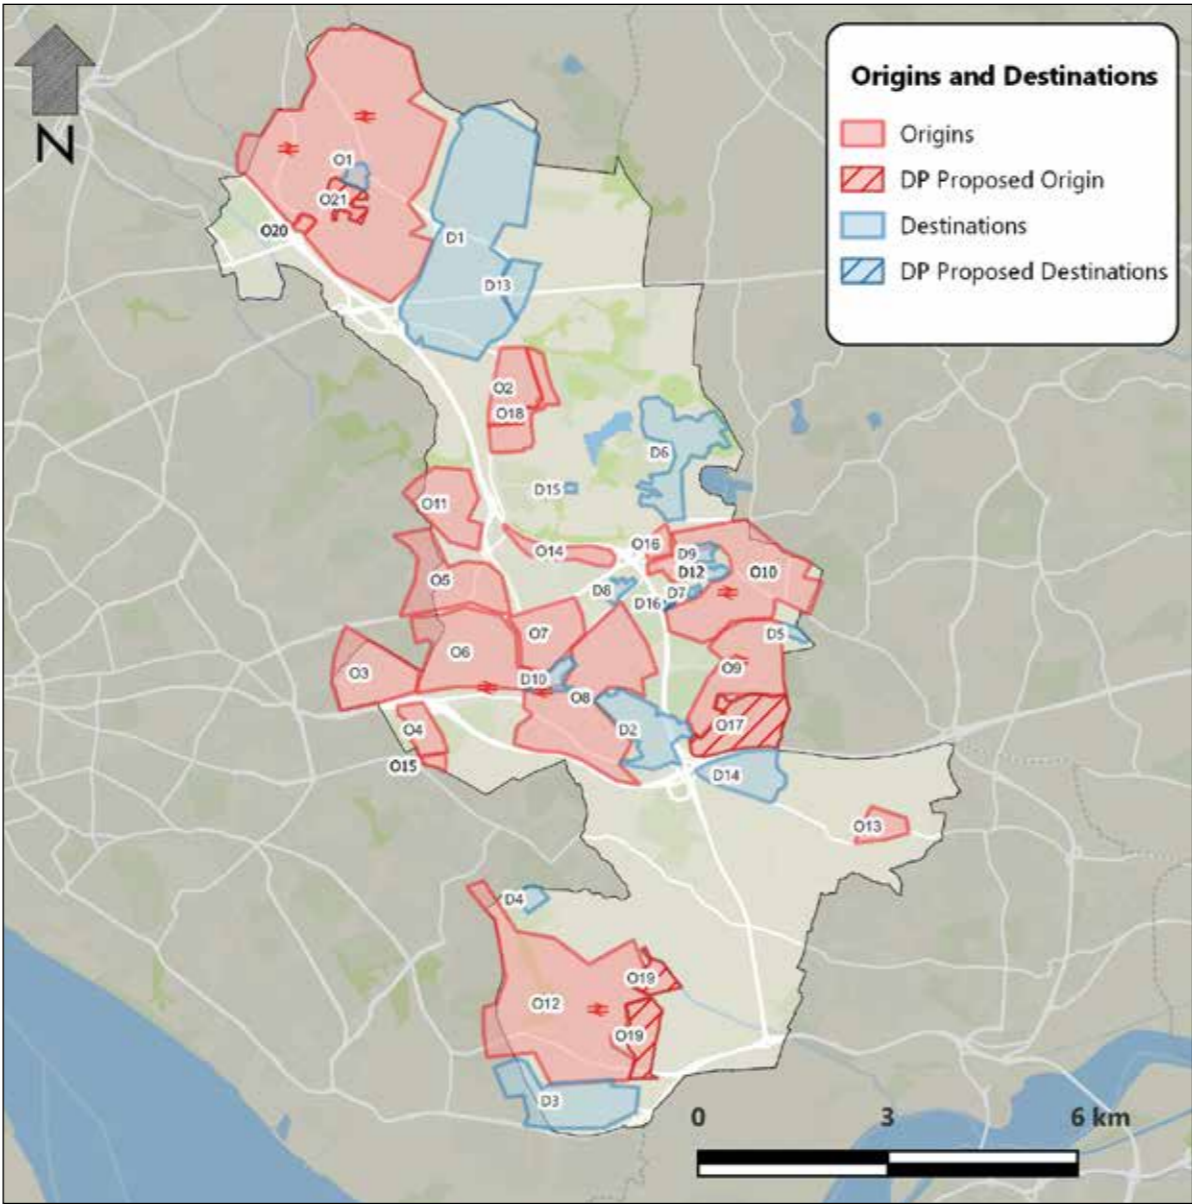 N
Origins and Destinations
Origins
DP Proposed Origin
Destinations
DP Proposed Destinations
O1
O21
O20
D1
D13
O2
O18
D6
D15
O11
O14
O16
D9
D12
O10
O5
D8
D7
D16
O7
D5
O6
O9
O3
D10
O8
O17
D2
O4
O15
D14
O13
D4
O19
O12
O19
D3
0 3 6 km